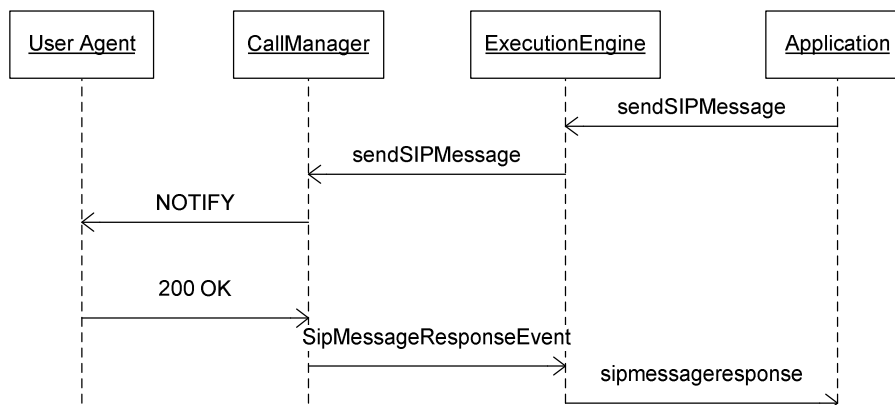 User Agent
CallManager
ExecutionEngine
Application
sendSIPMessage
sendSIPMessage
NOTIFY
200 OK
SipMessageResponseEvent
sipmessageresponse